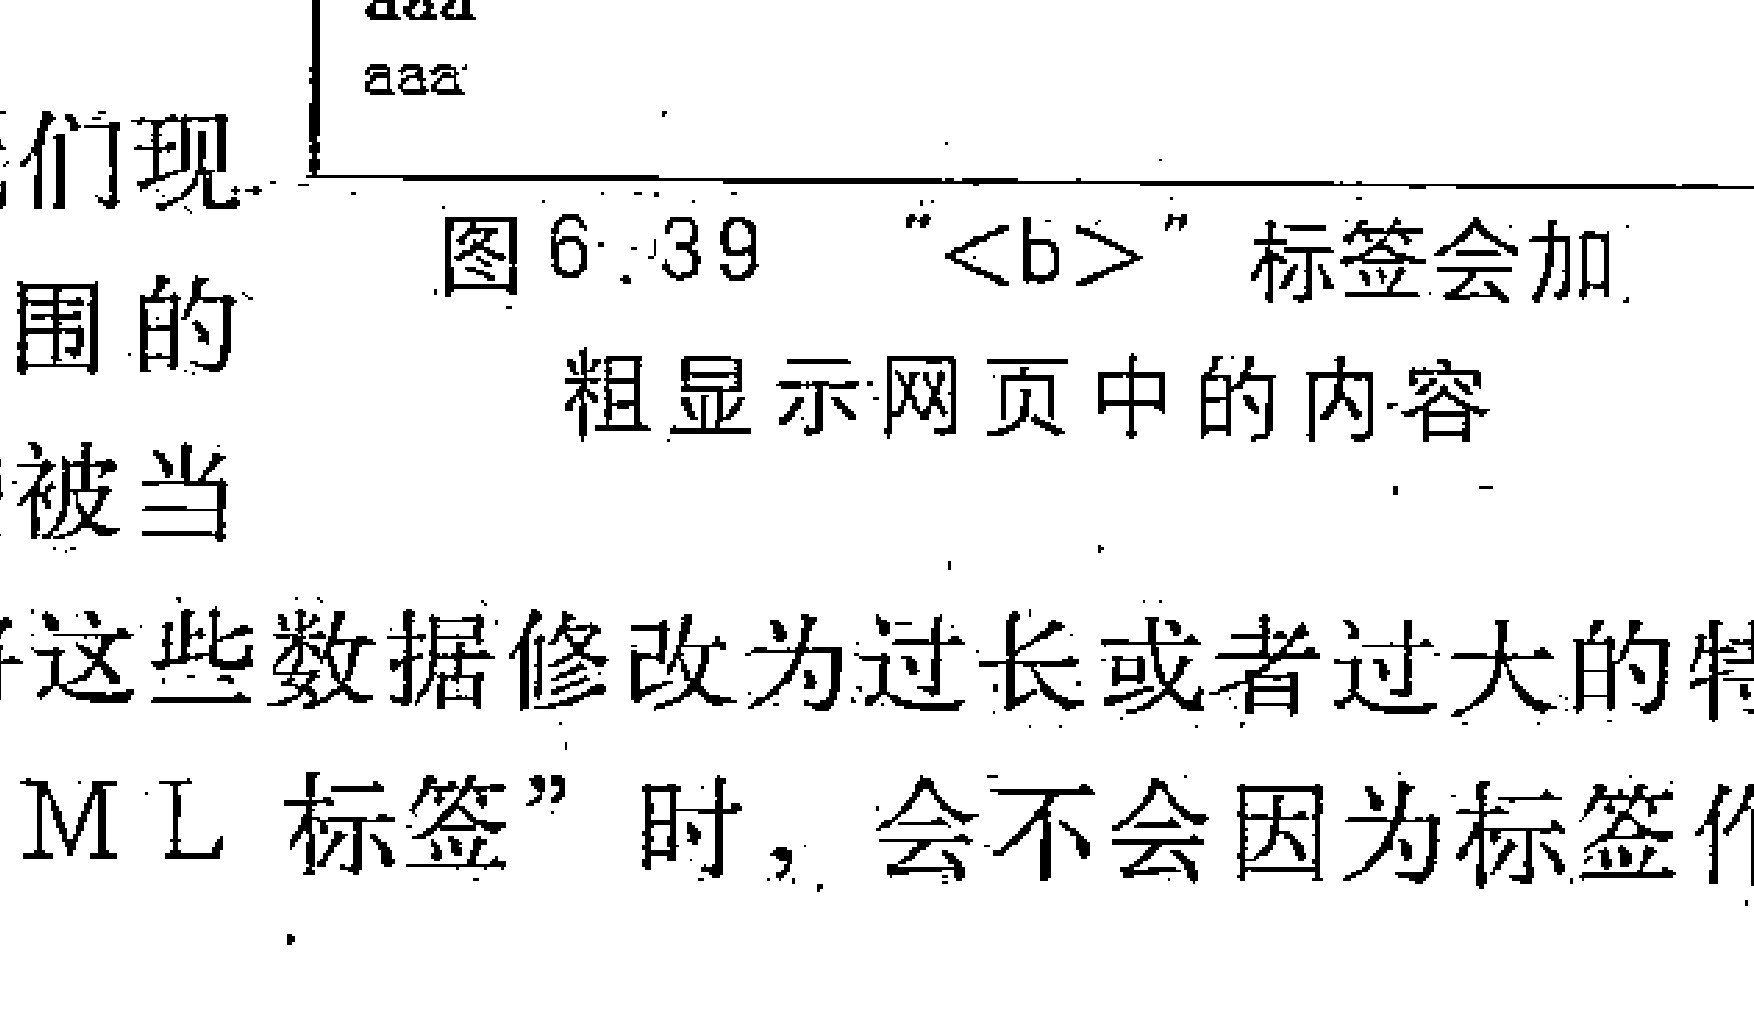 aaa
aaa
们现
围的
被当
图 6.39 “<b>” 标签会加
粗显示网页中的内容
这些数据修改为过长或者过大的特
ML 标签”时，会不会因为标签作